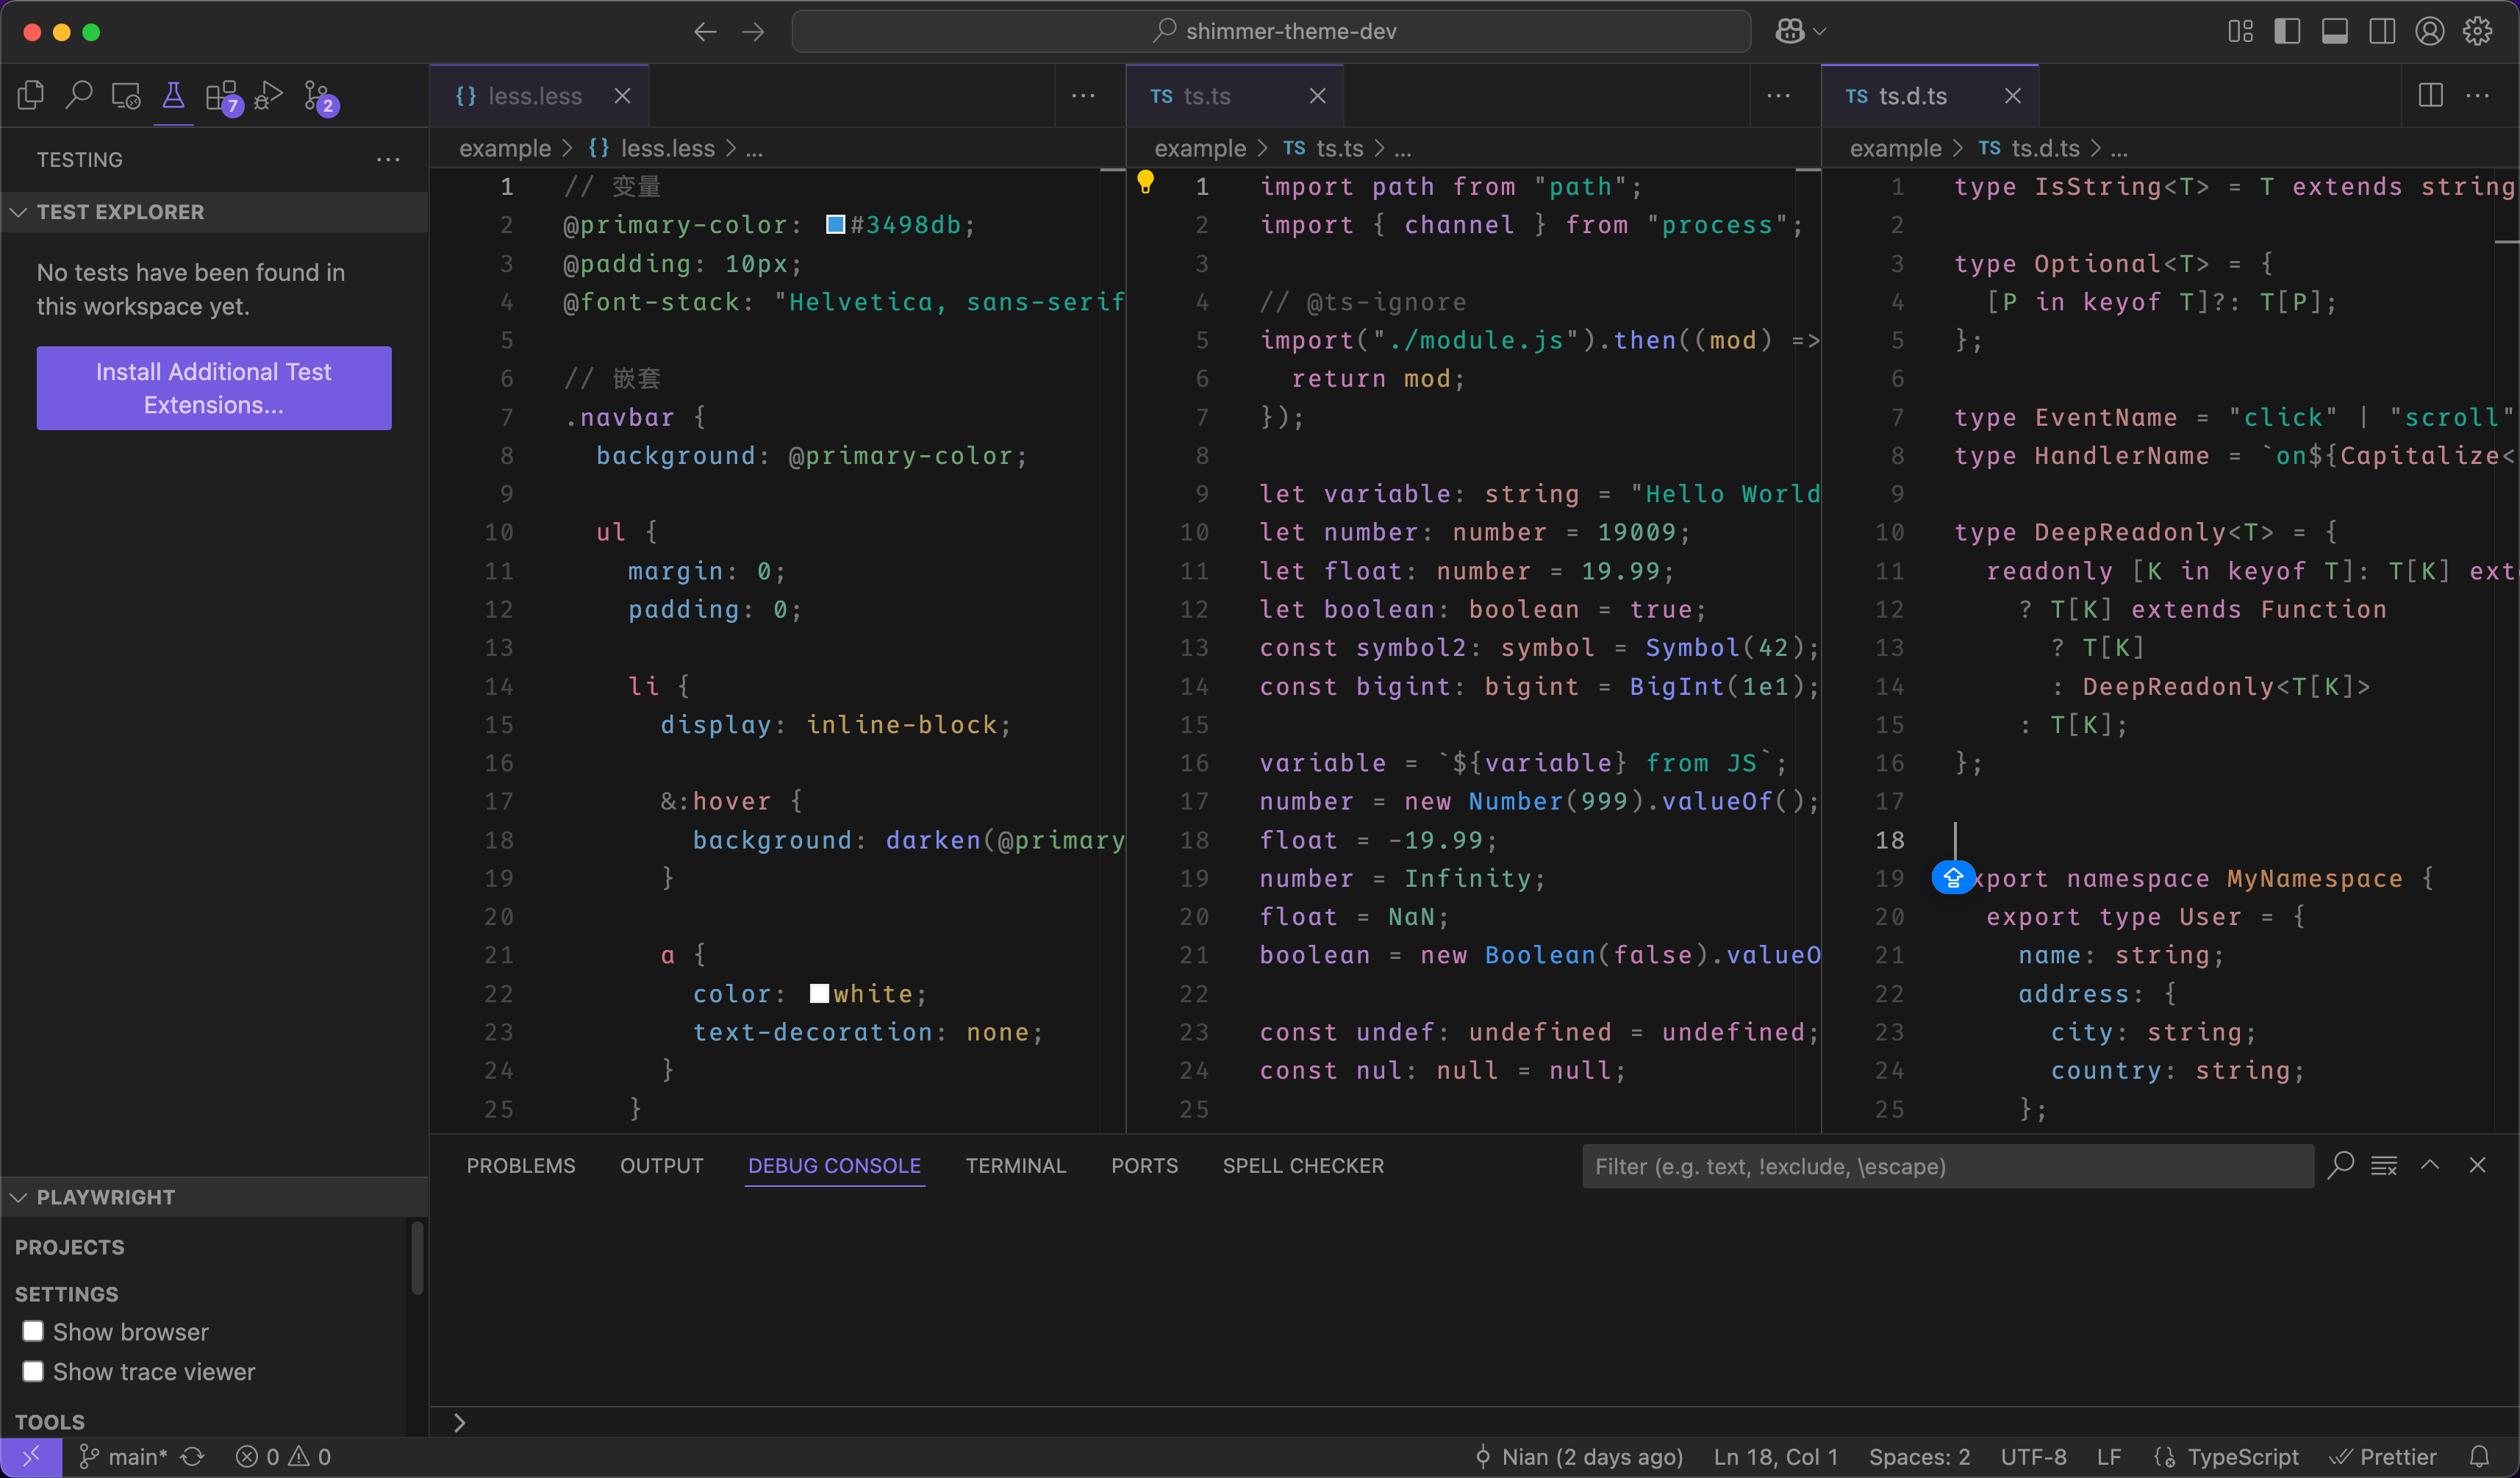 shimmer-theme-dev
7
2
TESTING
TEST EXPLORER
No tests have been found in
this workspace yet.
Install Additional Test
Extensions...
PLAYWRIGHT
PROJECTS
SETTINGS
Show browser
Show trace viewer
TOOLS
{} less.less
example > {} less.less > ...
1 // 变量
2 @primary-color: #3498db;
3 @padding: 10px;
4 @font-stack: "Helvetica, sans-serif
5
6 // 嵌套
7 .navbar {
8 background: @primary-color;
9
10 ul {
11 margin: 0;
12 padding: 0;
13
14 li {
15 display: inline-block;
16
17 &:hover {
18 background: darken(@primary
19 }
20
21 a {
22 color: white;
23 text-decoration: none;
24 }
25 }
TS ts.ts
example > TS ts.ts > ...
1 import path from "path";
2 import { channel } from "process";
3
4 // @ts-ignore
5 import("./module.js").then((mod) =>
6 return mod;
7 });
8
9 let variable: string = "Hello World
10 let number: number = 19009;
11 let float: number = 19.99;
12 let boolean: boolean = true;
13 const symbol2: symbol = Symbol(42);
14 const bigint: bigint = BigInt(1e1);
15
16 variable = `${variable} from JS`;
17 number = new Number(999).valueOf();
18 float = -19.99;
19 number = Infinity;
20 float = NaN;
21 boolean = new Boolean(false).valueO
22
23 const undef: undefined = undefined;
24 const nul: null = null;
25
TS ts.d.ts
example > TS ts.d.ts > ...
1 type IsString<T> = T extends string
2
3 type Optional<T> = {
4 [P in keyof T]?: T[P];
5 };
6
7 type EventName = "click" | "scroll"
8 type HandlerName = `on${Capitalize<
9
10 type DeepReadonly<T> = {
11 readonly [K in keyof T]: T[K] ext
12 ? T[K] extends Function
13 ? T[K]
14 : DeepReadonly<T[K]>
15 : T[K];
16 };
17
18
19 xport namespace MyNamespace {
20 export type User = {
21 name: string;
22 address: {
23 city: string;
24 country: string;
25 };
PROBLEMS OUTPUT DEBUG CONSOLE TERMINAL PORTS SPELL CHECKER
Filter (e.g. text, !exclude, \escape)
main* 0 0
Nian (2 days ago) Ln 18, Col 1 Spaces: 2 UTF-8 LF TypeScript Prettier